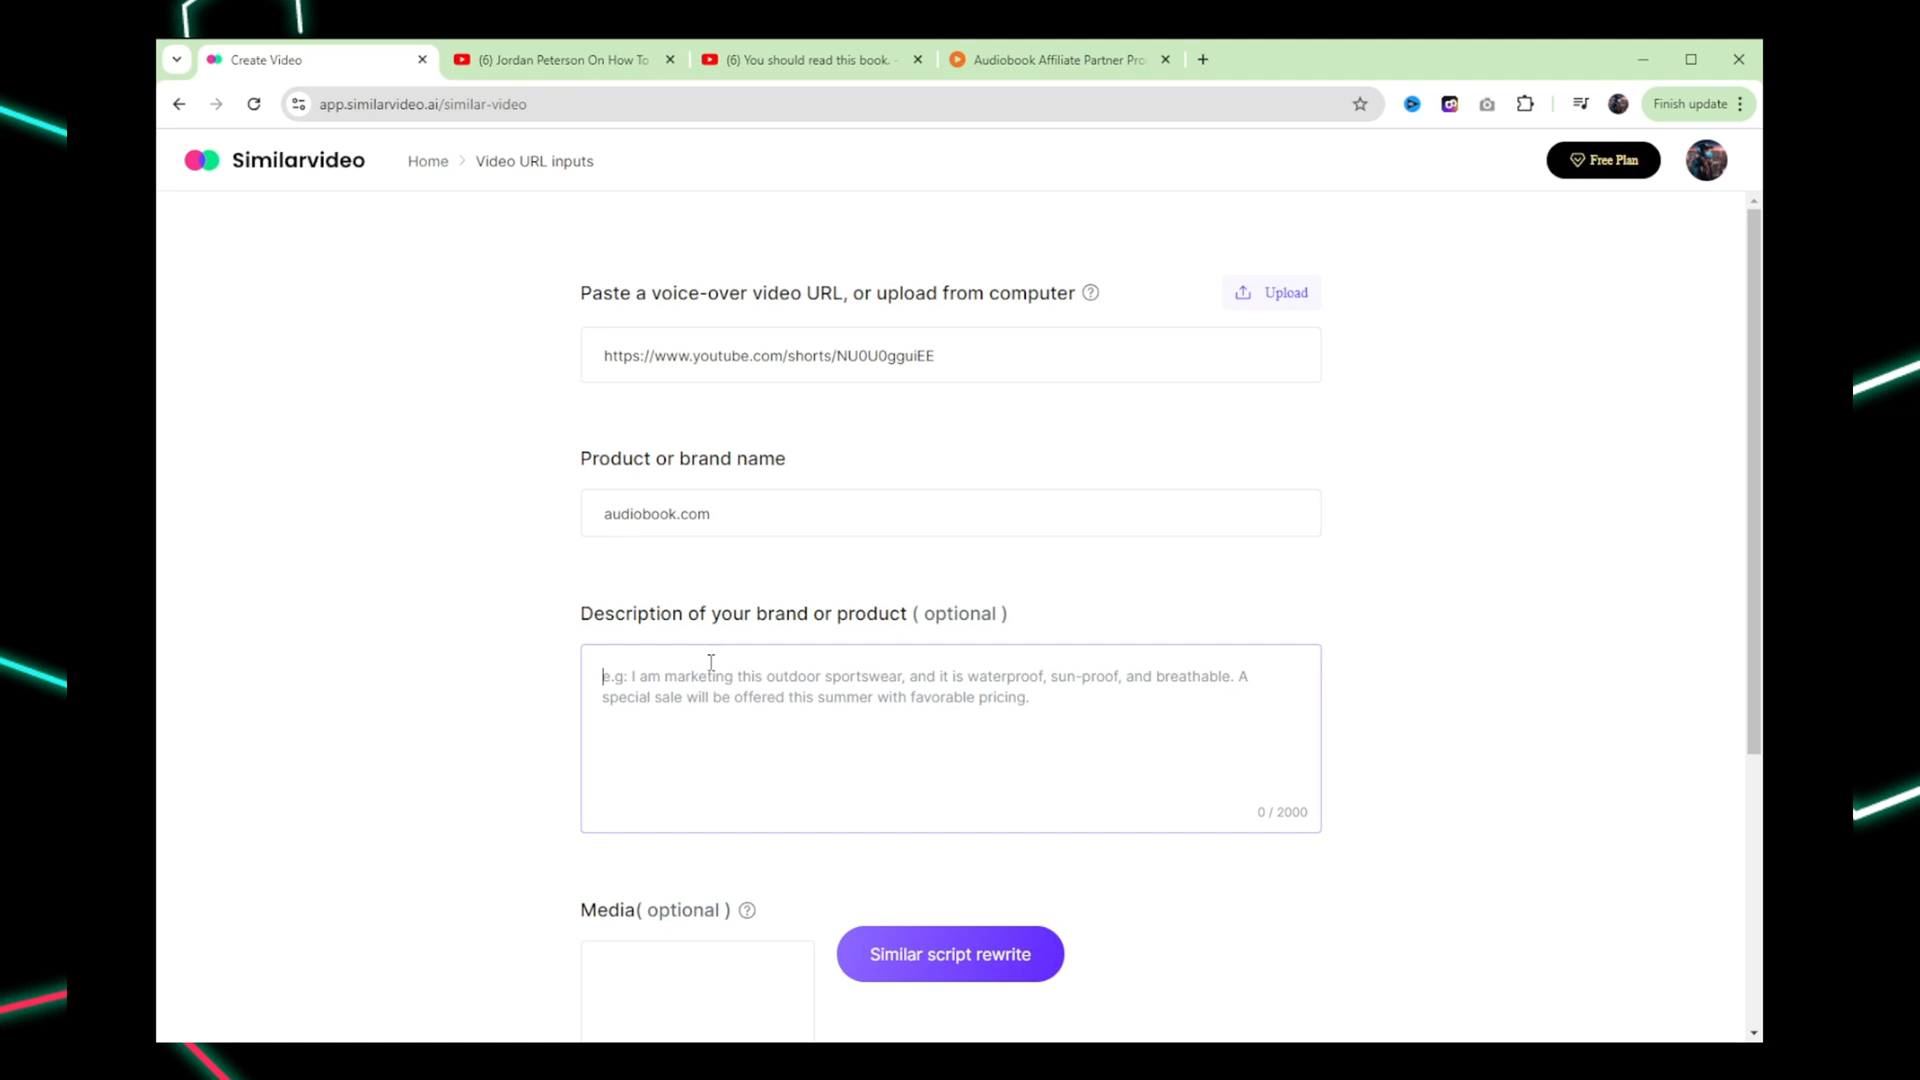 Create Video
(6) Jordan Peterson On How To
(6) You should read this book. -
Audiobook Affiliate Partner Pro
app.similarvideo.ai/similar-video
Finish update
Similarvideo
Home > Video URL inputs
Free Plan
Paste a voice-over video URL, or upload from computer
Upload
https://www.youtube.com/shorts/NU0U0gguiEE
Product or brand name
audiobook.com
Description of your brand or product ( optional )
e.g: I am marketing this outdoor sportswear, and it is waterproof, sun-proof, and breathable. A
special sale will be offered this summer with favorable pricing.
0 / 2000
Media( optional )
Similar script rewrite